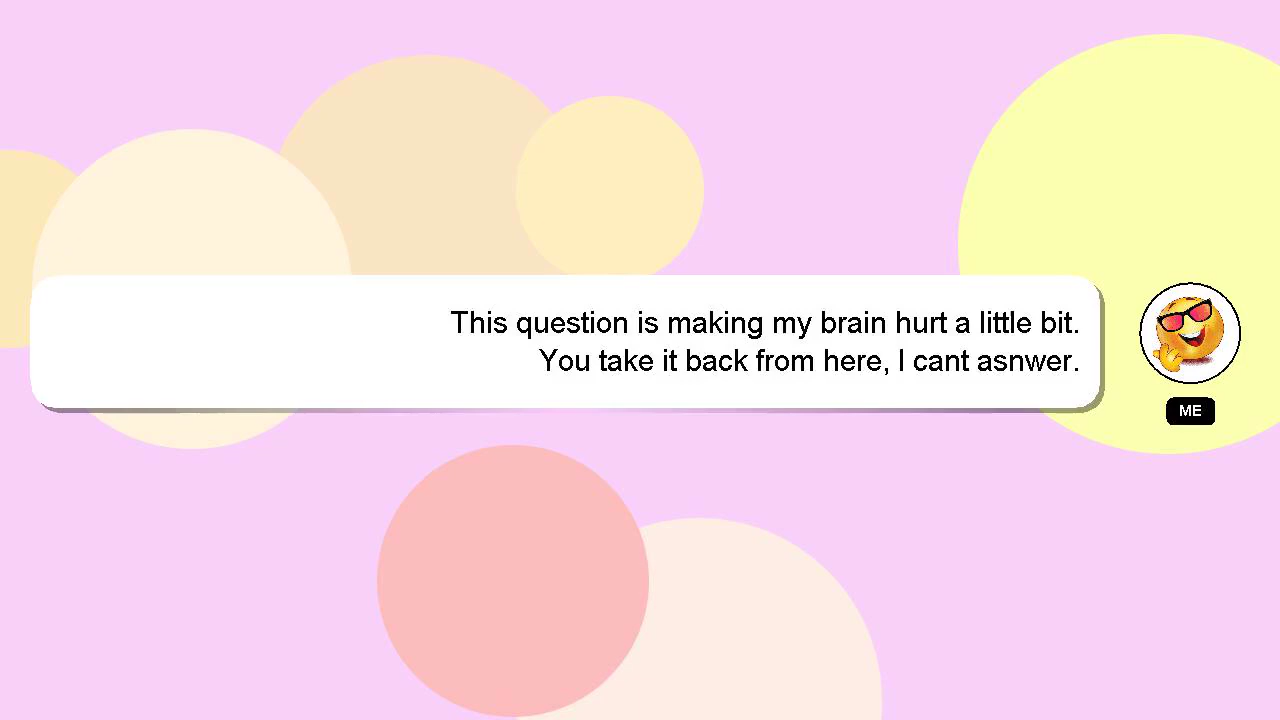 This question is making my brain hurt a little bit.
You take it back from here, I cant asnwer.
ME